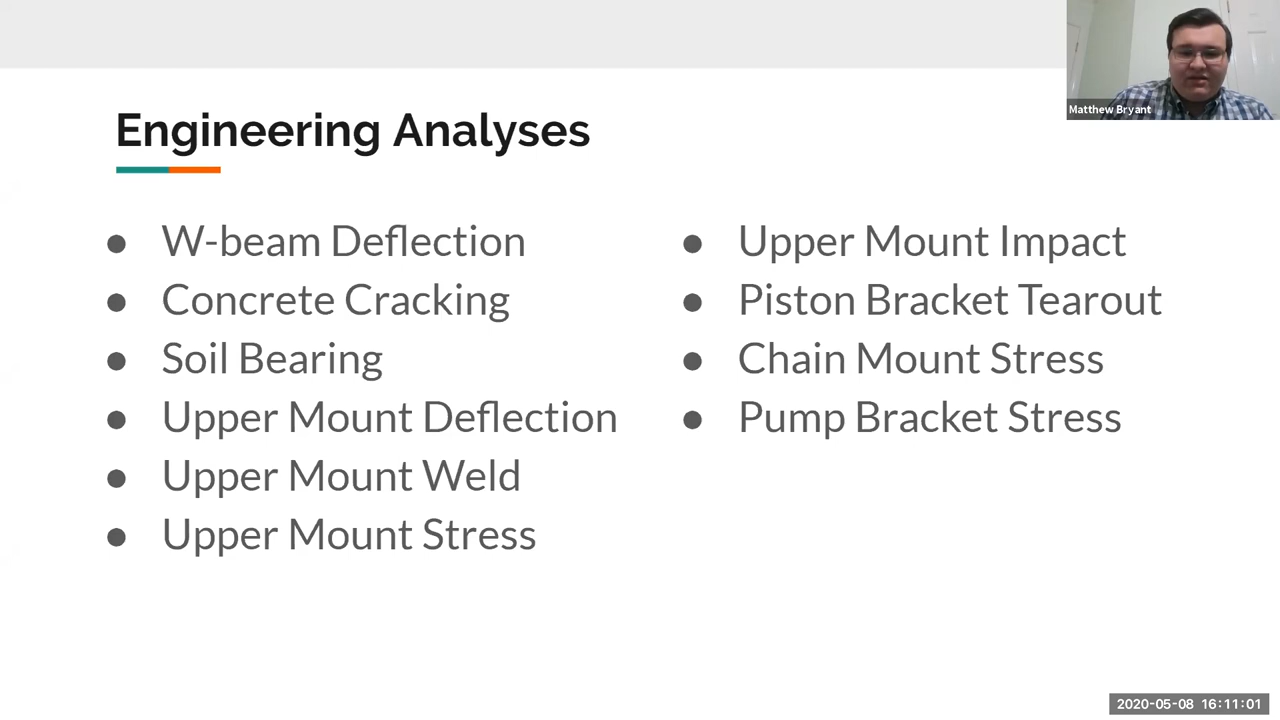 Matthew Bryant
Engineering Analyses
W-beam Deflection
Concrete Cracking
Soil Bearing
Upper Mount Deflection
Upper Mount Weld
Upper Mount Stress
Upper Mount Impact
Piston Bracket Tearout
Chain Mount Stress
Pump Bracket Stress
2020-05-08 16:11:01